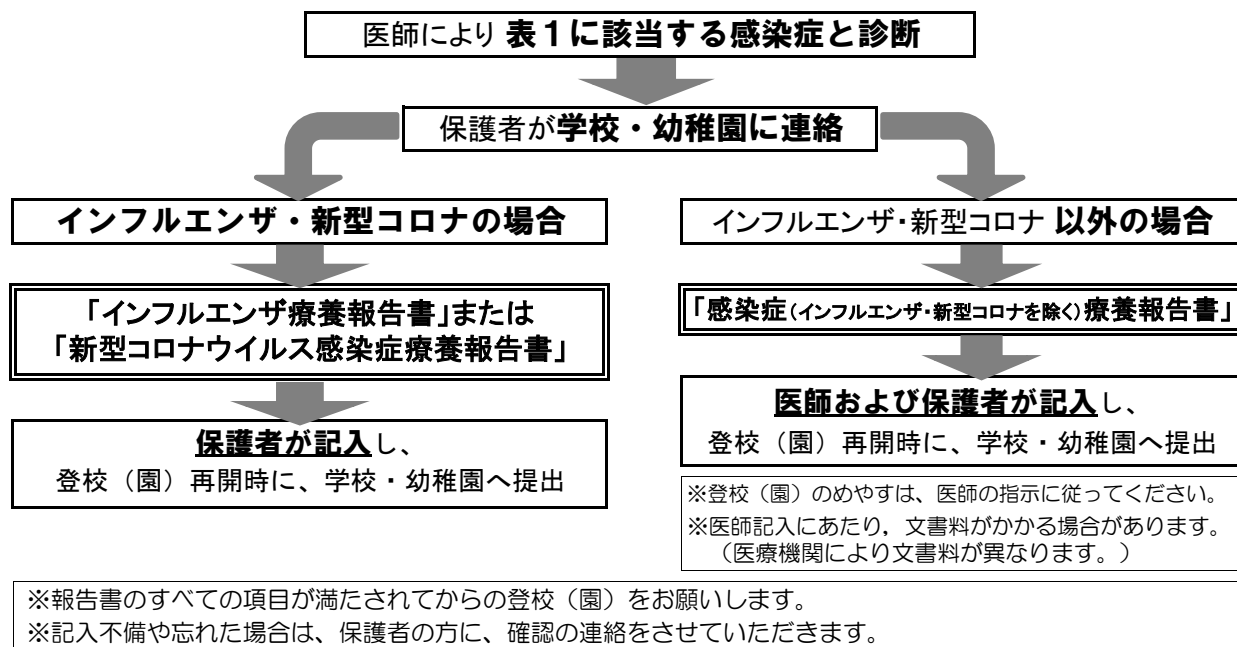 医師により 表1に該当する感染症と診断
保護者が学校・幼稚園に連絡
インフルエンザ・新型コロナの場合
「インフルエンザ療養報告書」または
「新型コロナウイルス感染症療養報告書」
保護者が記入し、
登校（園）再開時に、学校・幼稚園へ提出
インフルエンザ・新型コロナ 以外の場合
「感染症（インフルエンザ・新型コロナを除く）療養報告書」
医師および保護者が記入し、
登校（園）再開時に、学校・幼稚園へ提出
※登校（園）のめやすは、医師の指示に従ってください。
※医師記入にあたり，文書料がかかる場合があります。
（医療機関により文書料が異なります。）
※報告書のすべての項目が満たされてからの登校（園）をお願いします。
※記入不備や忘れた場合は、保護者の方に、確認の連絡をさせていただきます。